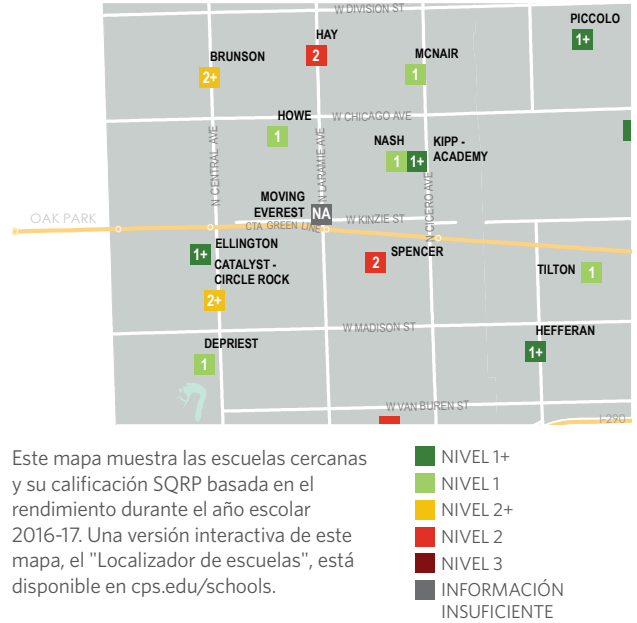 W DIVISION ST
PICCOLO
1+
HAY
2
BRUNSON
2+
MCNAIR
1
W CHICAGO AVE
HOWE
1
N CENTRAL AVE
N LARAMIE AVE
NASH
1
1+
KIPP -
ACADEMY
N CICERO AVE
MOVING
EVEREST
NA
W KINZIE ST
OAK PARK
CTA GREEN LINE
ELLINGTON
1+
CATALYST -
CIRCLE ROCK
2+
SPENCER
2
TILTON
1
W MADISON ST
HEFFERAN
1+
DEPRIEST
1
W VAN BUREN ST
I-290
Este mapa muestra las escuelas cercanas
y su calificación SQRP basada en el
rendimiento durante el año escolar
2016-17. Una versión interactiva de este
mapa, el "Localizador de escuelas", está
disponible en cps.edu/schools.
NIVEL 1+
NIVEL 1
NIVEL 2+
NIVEL 2
NIVEL 3
INFORMACIÓN
INSUFICIENTE